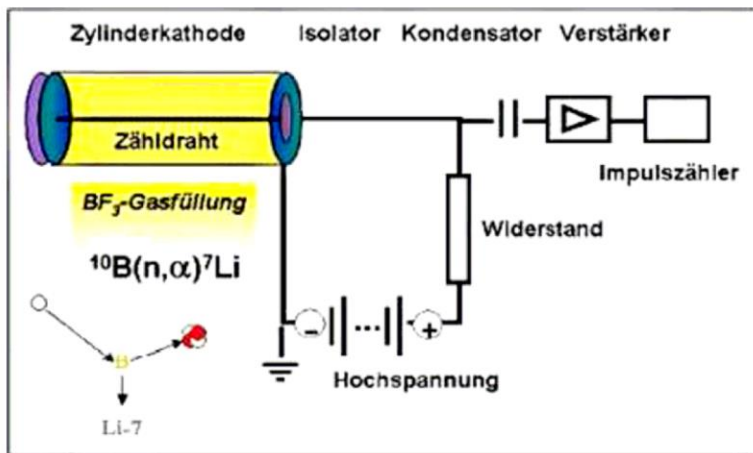 Zylinderkathode Isolator Kondensator Verstärker
Zähldraht
Impulszähler
BF₃-Gasfüllung
Widerstand
¹⁰B(n,α)⁷Li
B
− ... +
Hochspannung
Li-7